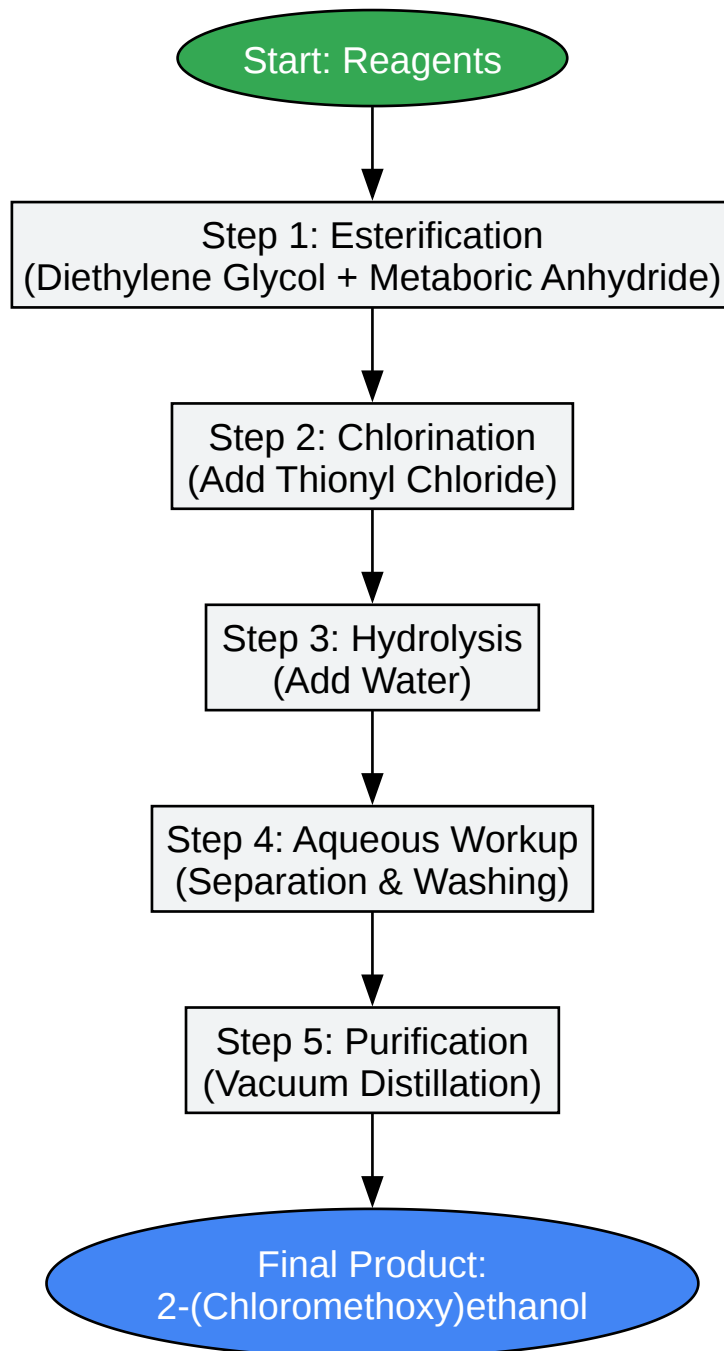 Start: Reagents
Step 1: Esterification
(Diethylene Glycol + Metaboric Anhydride)
Step 2: Chlorination
(Add Thionyl Chloride)
Step 3: Hydrolysis
(Add Water)
Step 4: Aqueous Workup
(Separation & Washing)
Step 5: Purification
(Vacuum Distillation)
Final Product:
2-(Chloromethoxy)ethanol